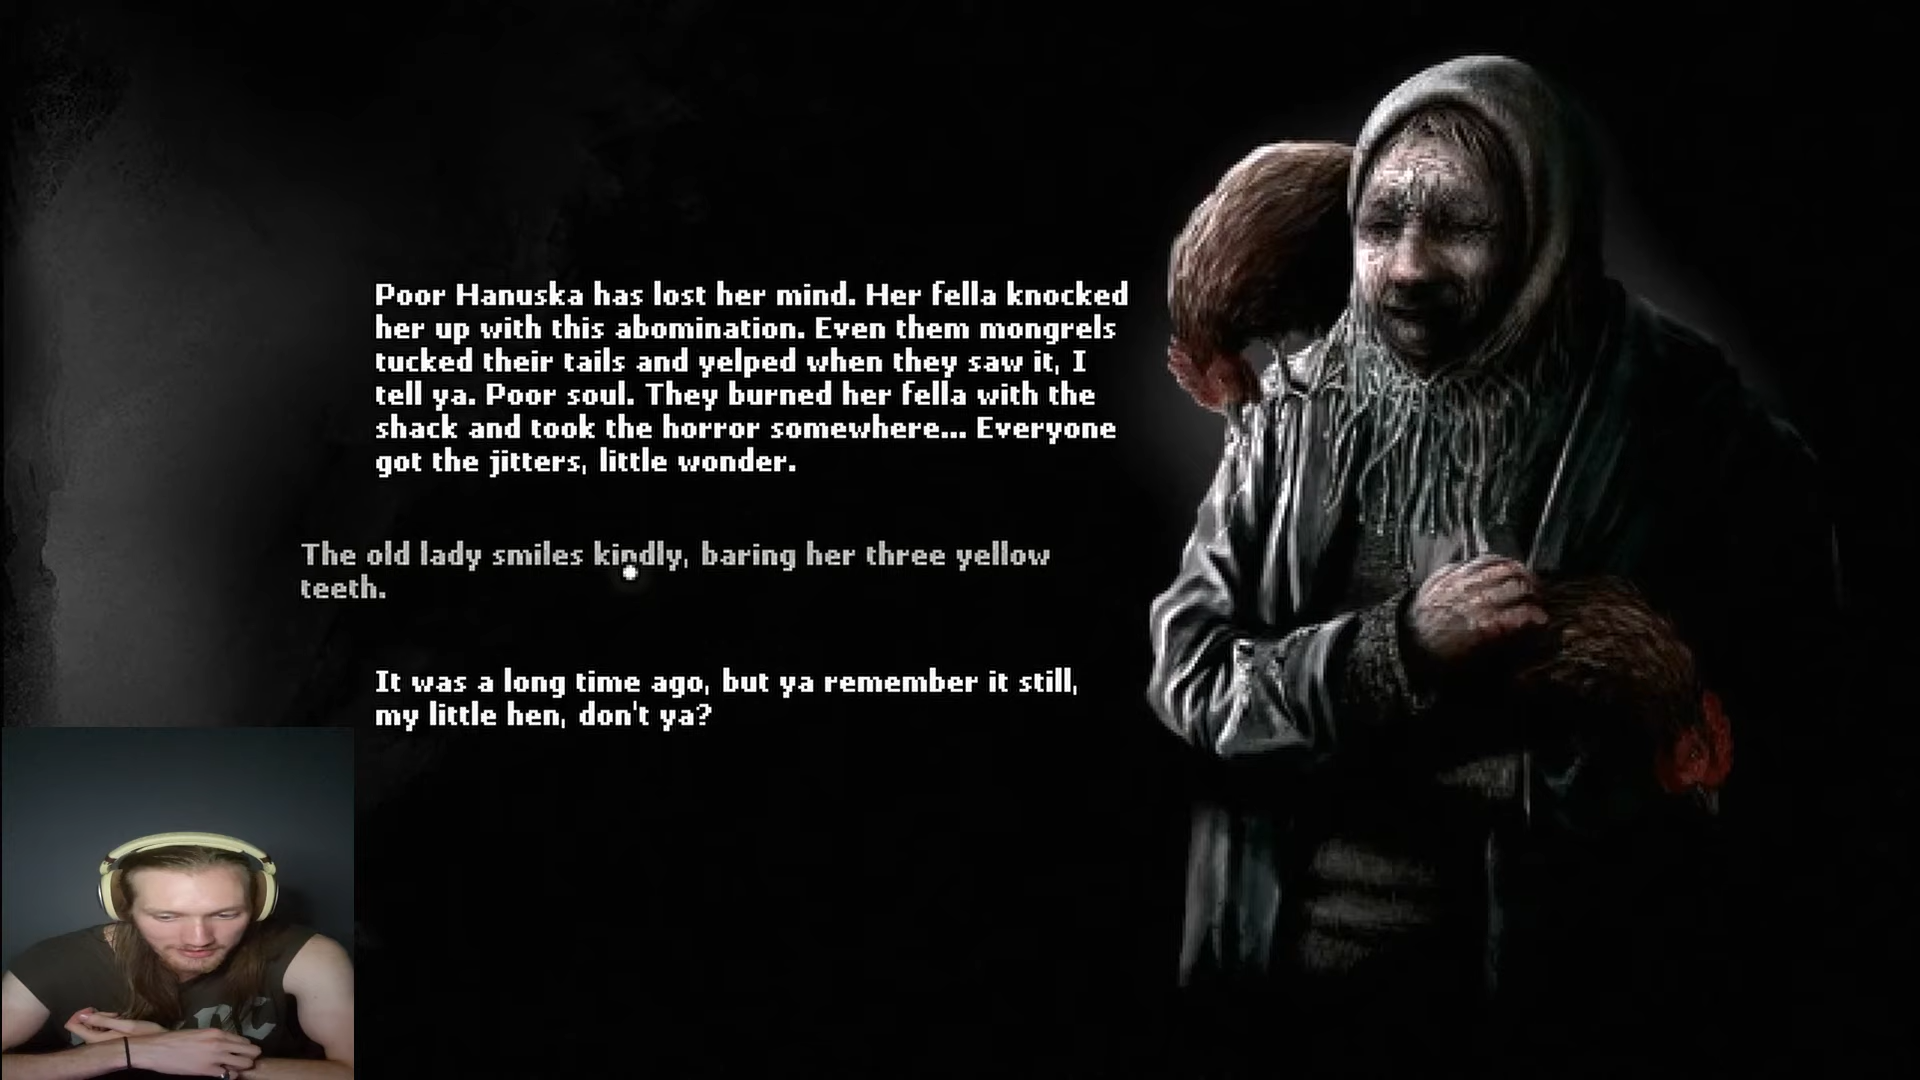 Poor Hanuska has lost her mind. Her fella knocked
her up with this abomination. Even them mongrels
tucked their tails and yelped when they saw it, I
tell ya. Poor soul. They burned her fella with the
shack and took the horror somewhere... Everyone
got the jitters, little wonder.
The old lady smiles kindly, baring her three yellow
teeth.
It was a long time ago, but ya remember it still,
my little hen, don't ya?